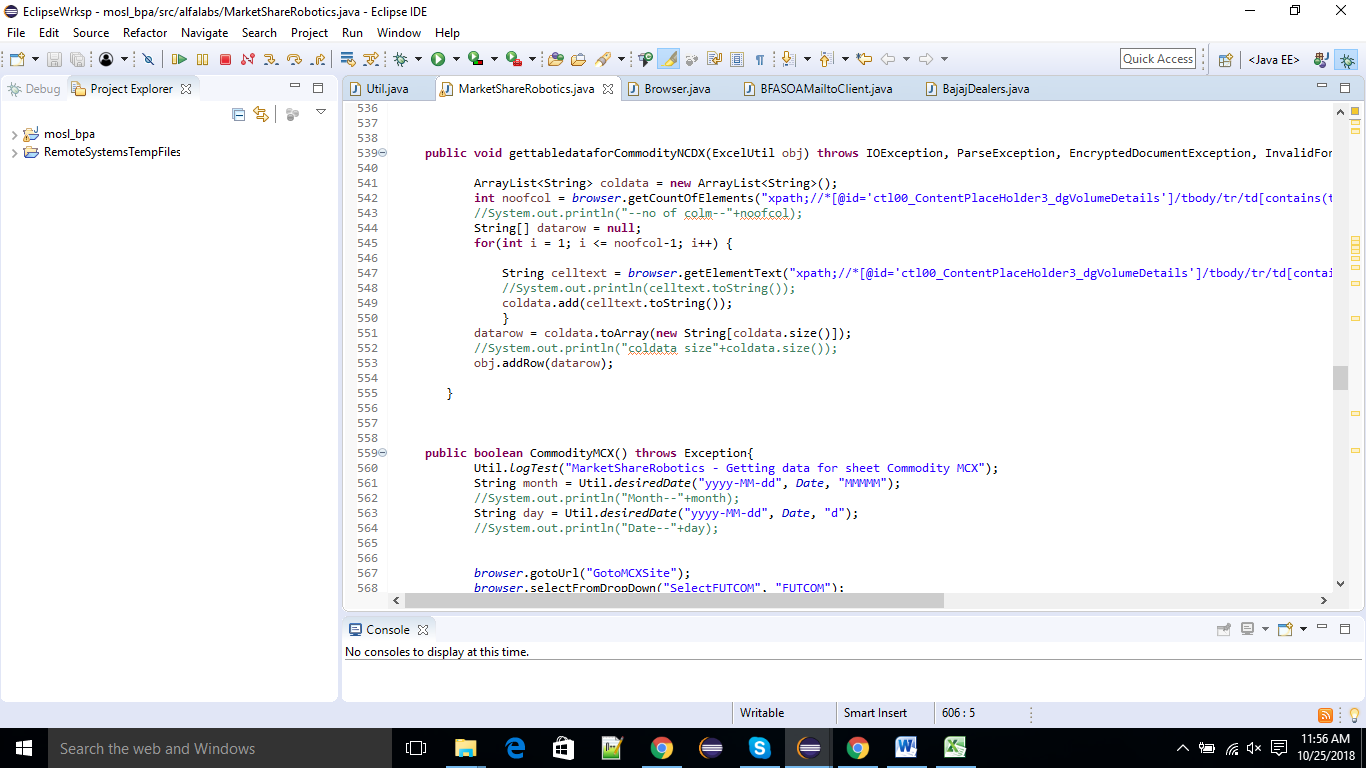 EclipseWrksp - mosl_bpa/src/alfalabs/MarketShareRobotics.java - Eclipse IDE
File Edit Source Refactor Navigate Search Project Run Window Help
Quick Access <Java EE>
Debug Project Explorer
Util.java MarketShareRobotics.java Browser.java BFASOAMailtoClient.java BajajDealers.java
mosl_bpa
RemoteSystemsTempFiles
536
537
538
539 public void gettabledataforCommodityNCDX(ExcelUtil obj) throws IOException, ParseException, EncryptedDocumentException, InvalidFor
540
541 ArrayList<String> coldata = new ArrayList<String>();
542 int noofcol = browser.getCountOfElements("xpath;//*[@id='ctl00_ContentPlaceHolder3_dgVolumeDetails']/tbody/tr/td[contains(t
543 //System.out.println("--no of colm--"+noofcol);
544 String[] datarow = null;
545 for(int i = 1; i <= noofcol-1; i++) {
546
547 String celltext = browser.getElementText("xpath;//*[@id='ctl00_ContentPlaceHolder3_dgVolumeDetails']/tbody/tr/td[contai
548 //System.out.println(celltext.toString());
549 coldata.add(celltext.toString());
550 }
551 datarow = coldata.toArray(new String[coldata.size()]);
552 //System.out.println("coldata size"+coldata.size());
553 obj.addRow(datarow);
554
555 }
556
557
558
559 public boolean CommodityMCX() throws Exception{
560 Util.logTest("MarketShareRobotics - Getting data for sheet Commodity MCX");
561 String month = Util.desiredDate("yyyy-MM-dd", Date, "MMMMM");
562 //System.out.println("Month--"+month);
563 String day = Util.desiredDate("yyyy-MM-dd", Date, "d");
564 //System.out.println("Date--"+day);
565
566
567 browser.gotoUrl("GotoMCXSite");
568 browser.selectFromDropDown("SelectFUTCOM", "FUTCOM");
Console
No consoles to display at this time.
Writable Smart Insert 606 : 5
Search the web and Windows
11:56 AM
10/25/2018